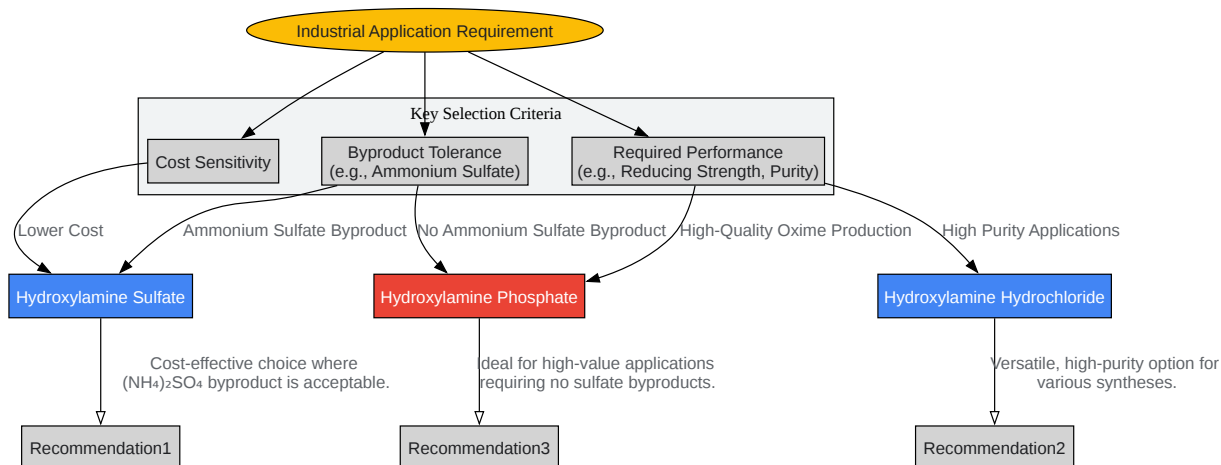 Industrial Application Requirement
Key Selection Criteria
Cost Sensitivity
Byproduct Tolerance
(e.g., Ammonium Sulfate)
Required Performance
(e.g., Reducing Strength, Purity)
Lower Cost
Ammonium Sulfate Byproduct
No Ammonium Sulfate Byproduct
High-Quality Oxime Production
High Purity Applications
Hydroxylamine Sulfate
Hydroxylamine Phosphate
Hydroxylamine Hydrochloride
Cost-effective choice where
(NH₄)₂SO₄ byproduct is acceptable.
Ideal for high-value applications
requiring no sulfate byproducts.
Versatile, high-purity option for
various syntheses.
Recommendation1
Recommendation3
Recommendation2